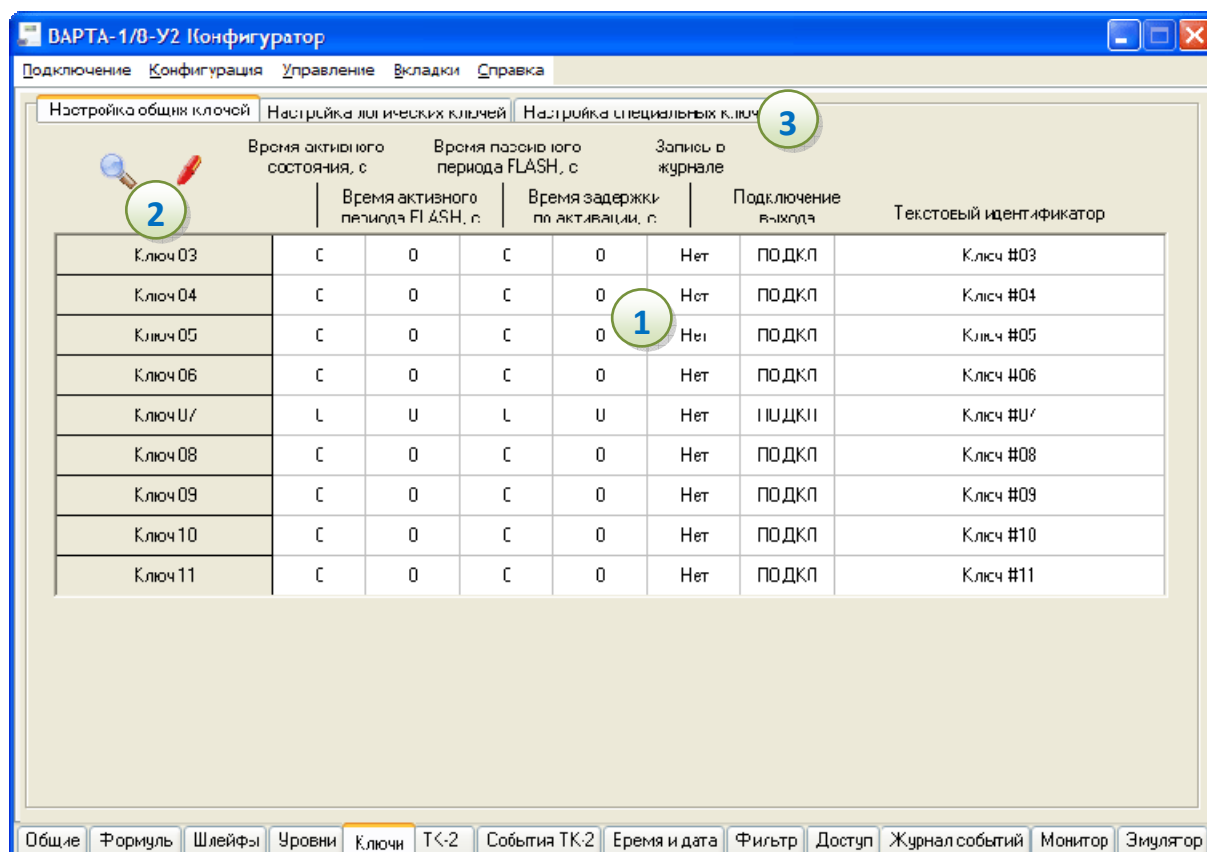 ВАРТА-1/8-У2 Конфигуратор
Подключение Конфигурация Управление Вкладки Справка
Настройка общих ключей Настройка логических ключей Настройка специальных ключ
3
Время активного состояния, с
Время пассивного периода FLASH, с
Запись в журнале
2
Время активного периода FLASH, с
Время задержки по активации, с
Подключение выхода
Текстовый идентификатор
Ключ 03 0 0 0 0 Нет ПОДКЛ Ключ #03
Ключ 04 0 0 0 0 Нет ПОДКЛ Ключ #04
1
Ключ 05 0 0 0 0 Нет ПОДКЛ Ключ #05
Ключ 06 0 0 0 0 Нет ПОДКЛ Ключ #06
Ключ 07 0 0 0 0 Нет ПОДКЛ Ключ #07
Ключ 08 0 0 0 0 Нет ПОДКЛ Ключ #08
Ключ 09 0 0 0 0 Нет ПОДКЛ Ключ #09
Ключ 10 0 0 0 0 Нет ПОДКЛ Ключ #10
Ключ 11 0 0 0 0 Нет ПОДКЛ Ключ #11
Общие Формуль Шлейфы Уровни Ключи ТК-2 События ТК-2 Время и дата Фильтр Доступ Журнал событий Монитор Эмулятор